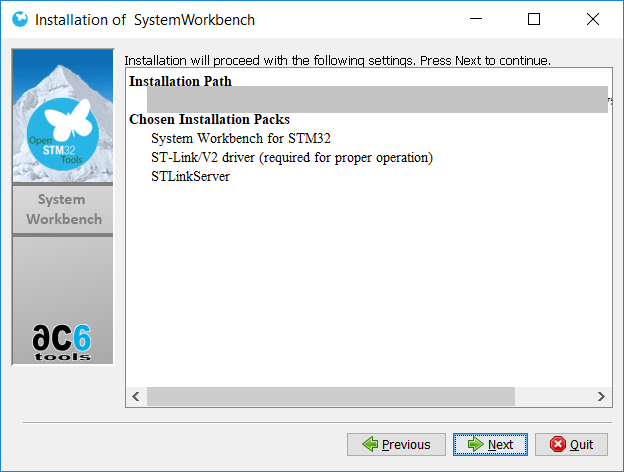 Installation of SystemWorkbench
Installation will proceed with the following settings. Press Next to continue.
Installation Path
Chosen Installation Packs
System Workbench for STM32
ST-Link/V2 driver (required for proper operation)
STLinkServer
Open
STM32
Tools
System
Workbench
ac6
tools
Previous
Next
Quit